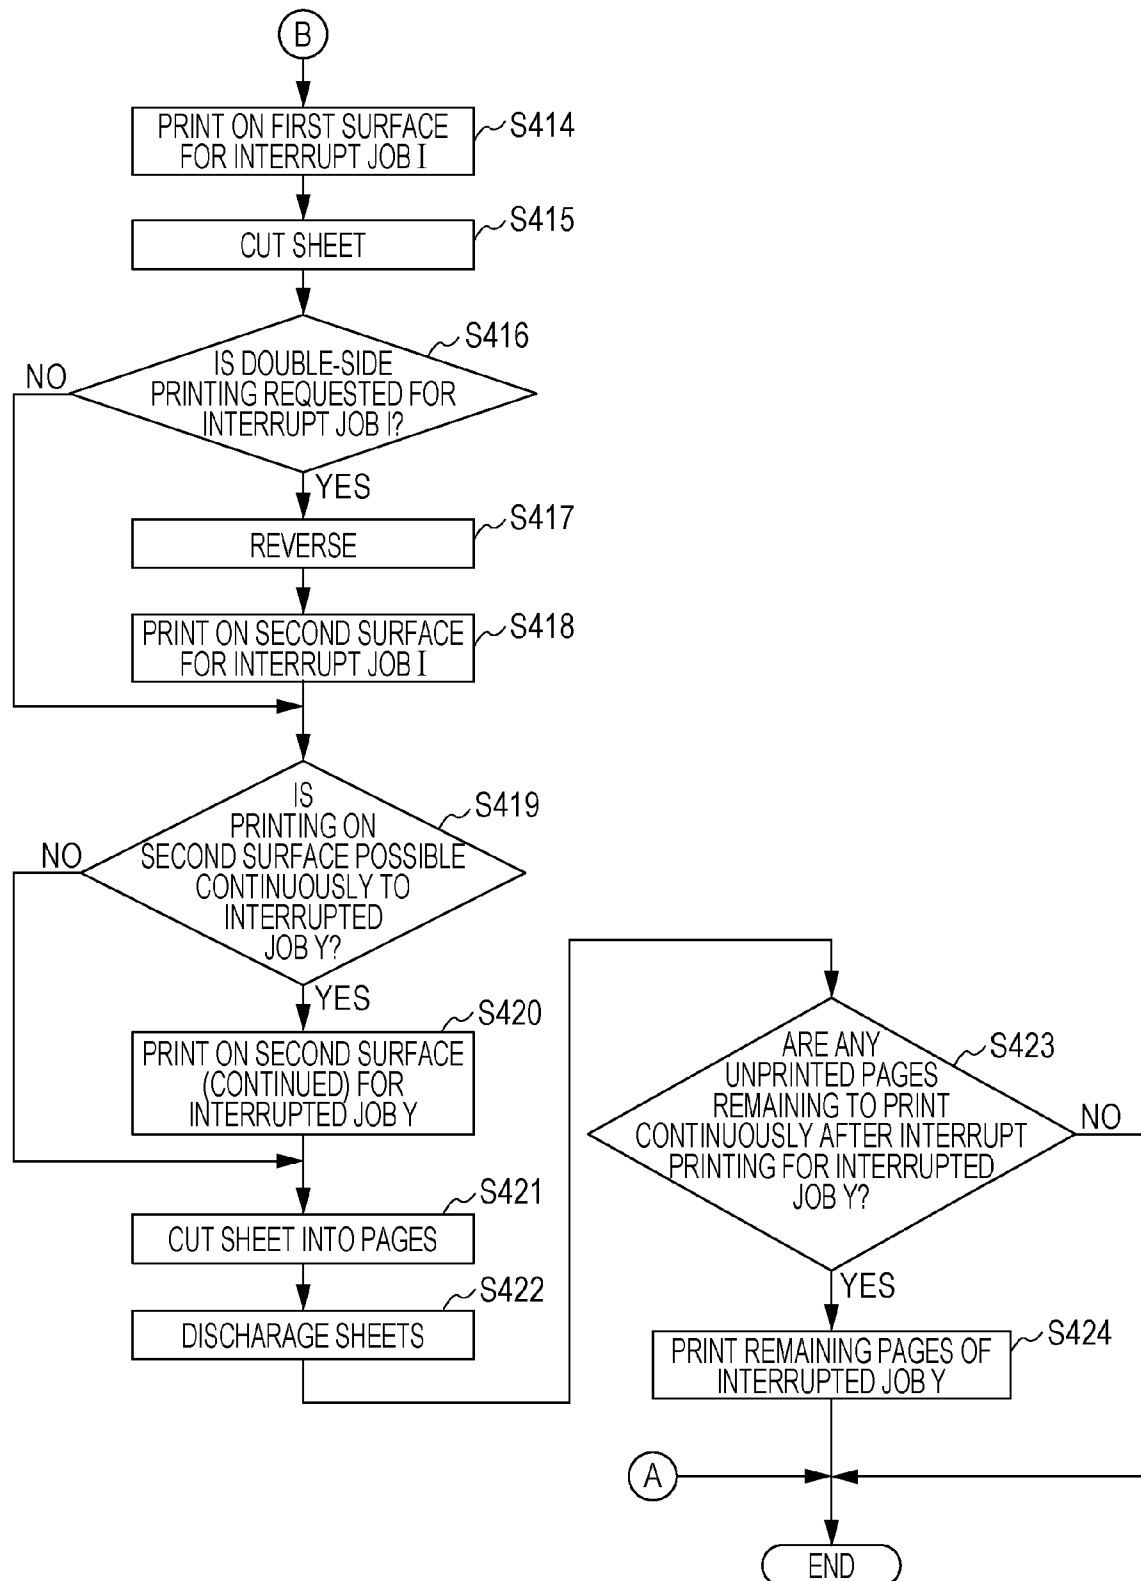 B
PRINT ON FIRST SURFACE
FOR INTERRUPT JOB I
S414
CUT SHEET
S415
IS DOUBLE-SIDE
PRINTING REQUESTED FOR
INTERRUPT JOB I?
S416
NO
YES
REVERSE
S417
PRINT ON SECOND SURFACE
FOR INTERRUPT JOB I
S418
IS
PRINTING ON
SECOND SURFACE POSSIBLE
CONTINUOUSLY TO
INTERRUPTED
JOB Y?
S419
NO
YES
PRINT ON SECOND SURFACE
(CONTINUED) FOR
INTERRUPTED JOB Y
S420
CUT SHEET INTO PAGES
S421
DISCHARAGE SHEETS
S422
ARE ANY
UNPRINTED PAGES
REMAINING TO PRINT
CONTINUOUSLY AFTER INTERRUPT
PRINTING FOR INTERRUPTED
JOB Y?
S423
NO
YES
PRINT REMAINING PAGES OF
INTERRUPTED JOB Y
S424
A
END